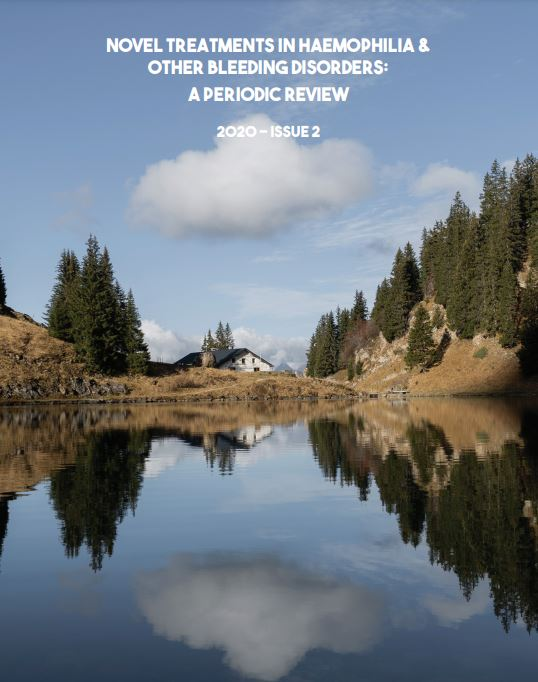 NOVEL TREATMENTS IN HAEMOPHILIA &
OTHER BLEEDING DISORDERS:
A PERIODIC REVIEW
2020 – ISSUE 2